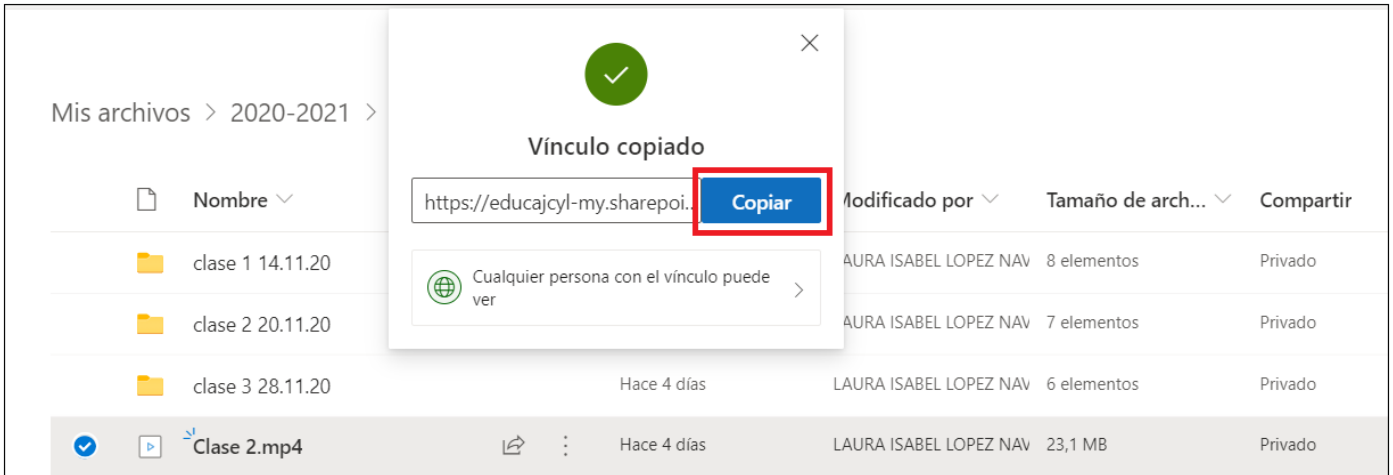 Vínculo copiado
Mis archivos > 2020-2021 >
https://educajcyl-my.sharepoi... Copiar
Nombre Modificado por Tamaño de arch... Compartir
Cualquier persona con el vínculo puede
ver
clase 1 14.11.20 LAURA ISABEL LOPEZ NAV 8 elementos Privado
clase 2 20.11.20 LAURA ISABEL LOPEZ NAV 7 elementos Privado
clase 3 28.11.20 Hace 4 días LAURA ISABEL LOPEZ NAV 6 elementos Privado
Clase 2.mp4 Hace 4 días LAURA ISABEL LOPEZ NAV 23,1 MB Privado